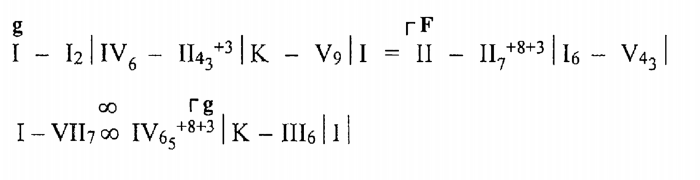 g
I – I₂|IV₆ – II₄₃⁺³|K – V₉|I = ┌F II – II₇⁺⁸⁺³|I₆ – V₄₃|
I – VII₇ ∞ ∞ ┌g IV₆₅⁺⁸⁺³|K – III₆|I|